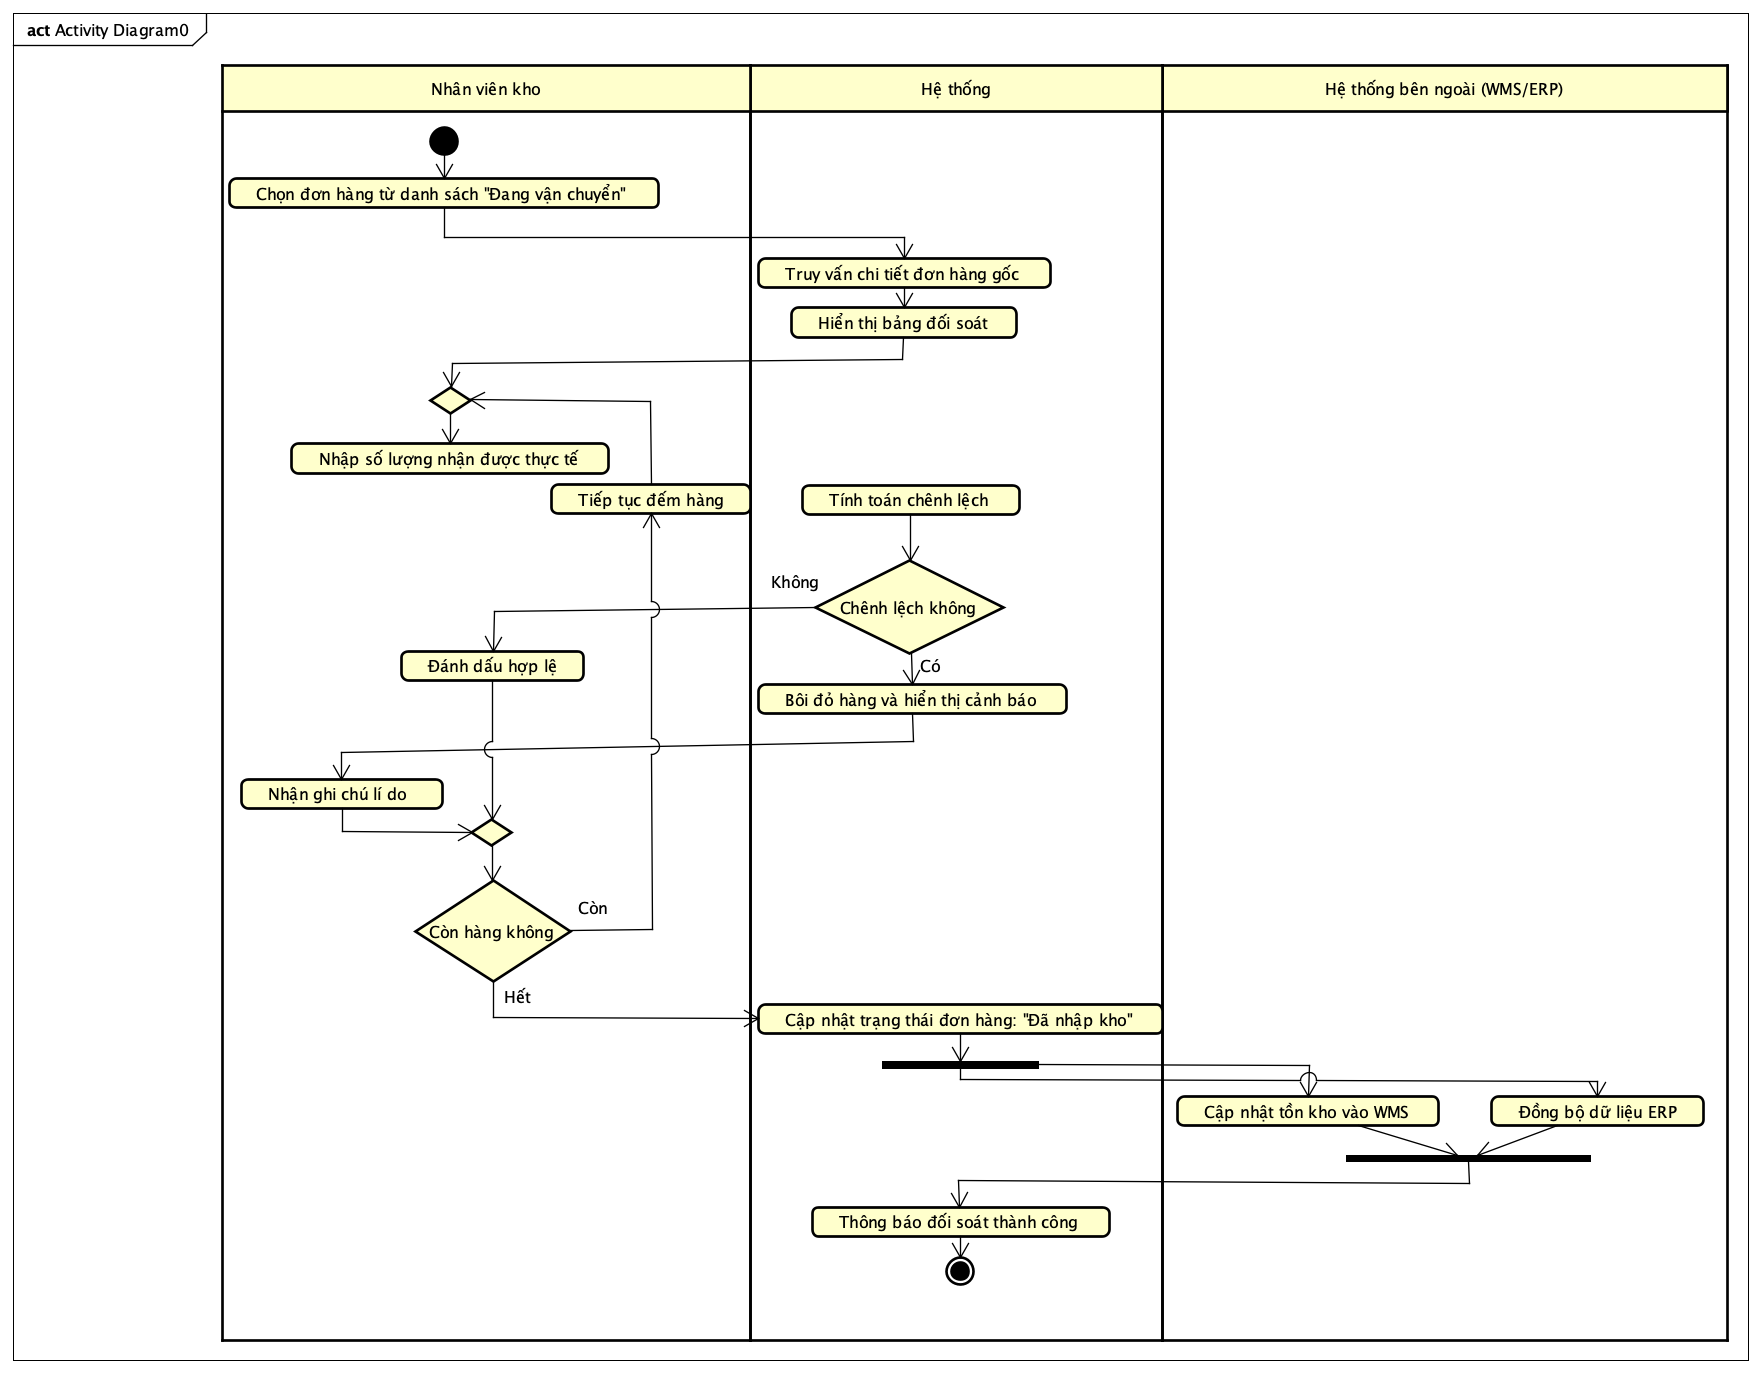 act Activity Diagram0
Nhân viên kho
Hệ thống
Hệ thống bên ngoài (WMS/ERP)
Chọn đơn hàng từ danh sách "Đang vận chuyển"
Truy vấn chi tiết đơn hàng gốc
Hiển thị bảng đối soát
Nhập số lượng nhận được thực tế
Tiếp tục đếm hàng
Tính toán chênh lệch
Không
Chênh lệch không
Có
Đánh dấu hợp lệ
Bôi đỏ hàng và hiển thị cảnh báo
Nhận ghi chú lí do
Còn
Còn hàng không
Hết
Cập nhật trạng thái đơn hàng: "Đã nhập kho"
Cập nhật tồn kho vào WMS
Đồng bộ dữ liệu ERP
Thông báo đối soát thành công